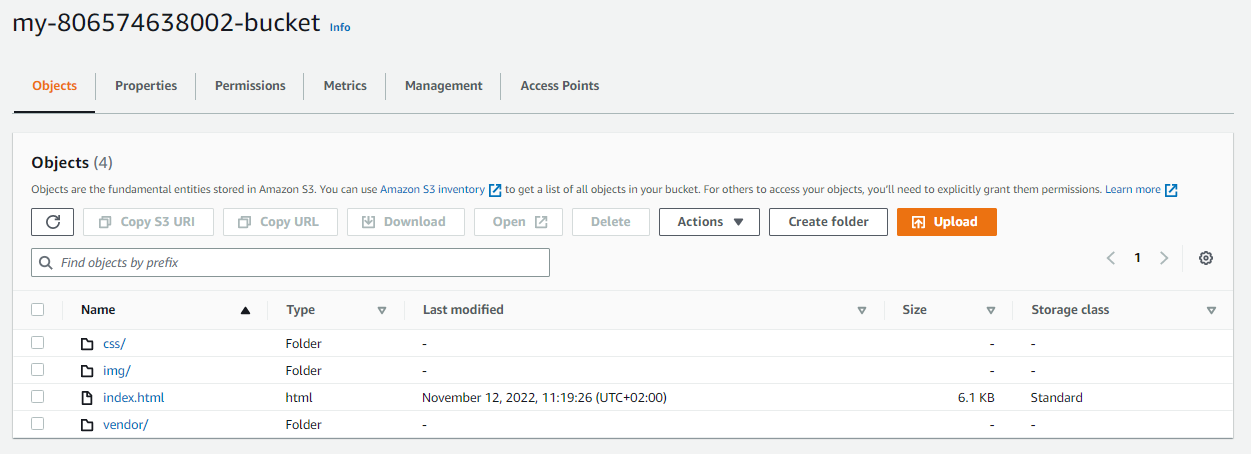 my-806574638002-bucket Info
Objects Properties Permissions Metrics Management Access Points
Objects (4)
Objects are the fundamental entities stored in Amazon S3. You can use Amazon S3 inventory to get a list of all objects in your bucket. For others to access your objects, you'll need to explicitly grant them permissions. Learn more
Copy S3 URI Copy URL Download Open Delete Actions Create folder Upload
Find objects by prefix 1
Name Type Last modified Size Storage class
css/ Folder - - -
img/ Folder - - -
index.html html November 12, 2022, 11:19:26 (UTC+02:00) 6.1 KB Standard
vendor/ Folder - - -